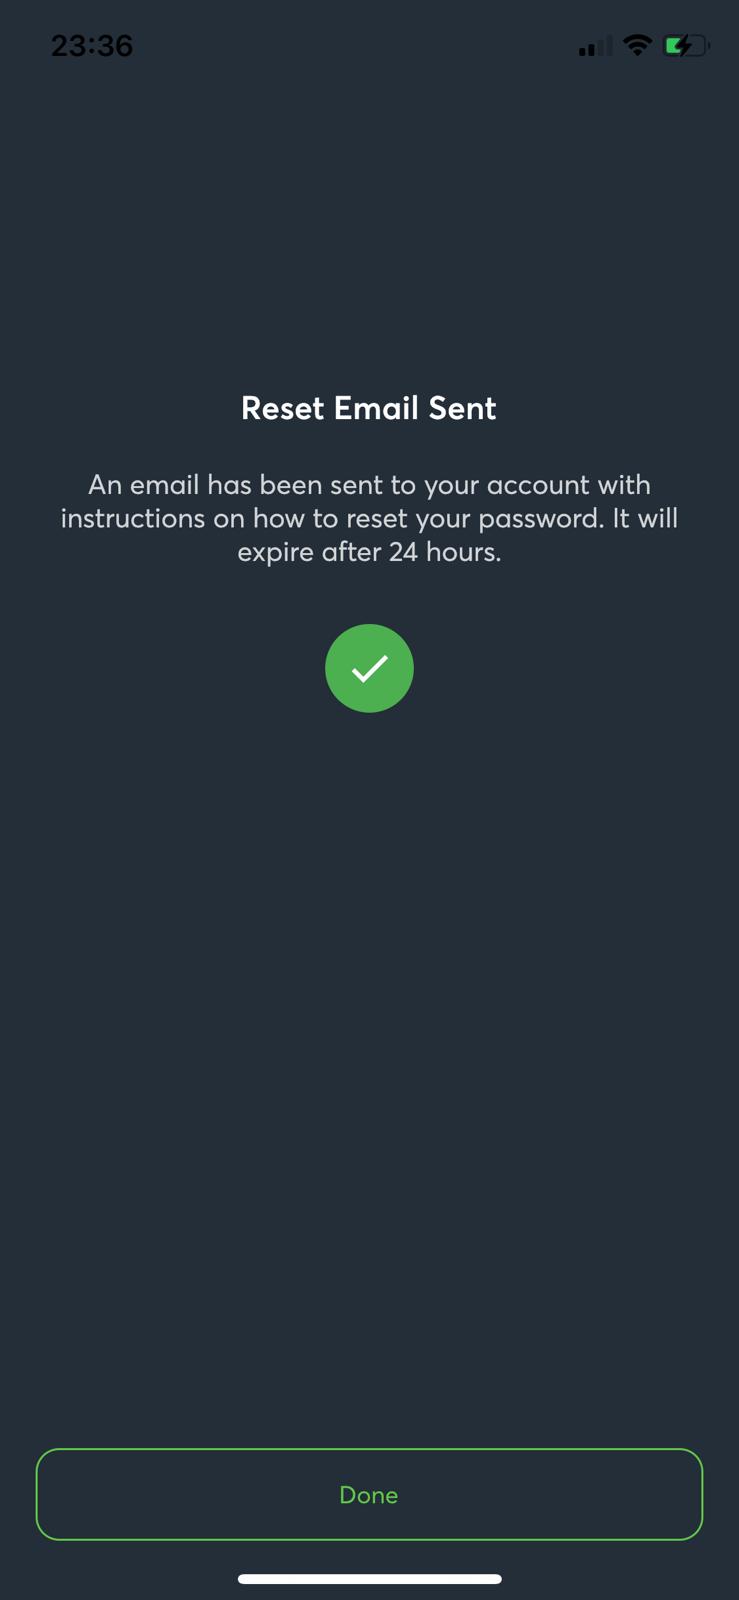 23:36
Reset Email Sent
An email has been sent to your account with
instructions on how to reset your password. It will
expire after 24 hours.
Done